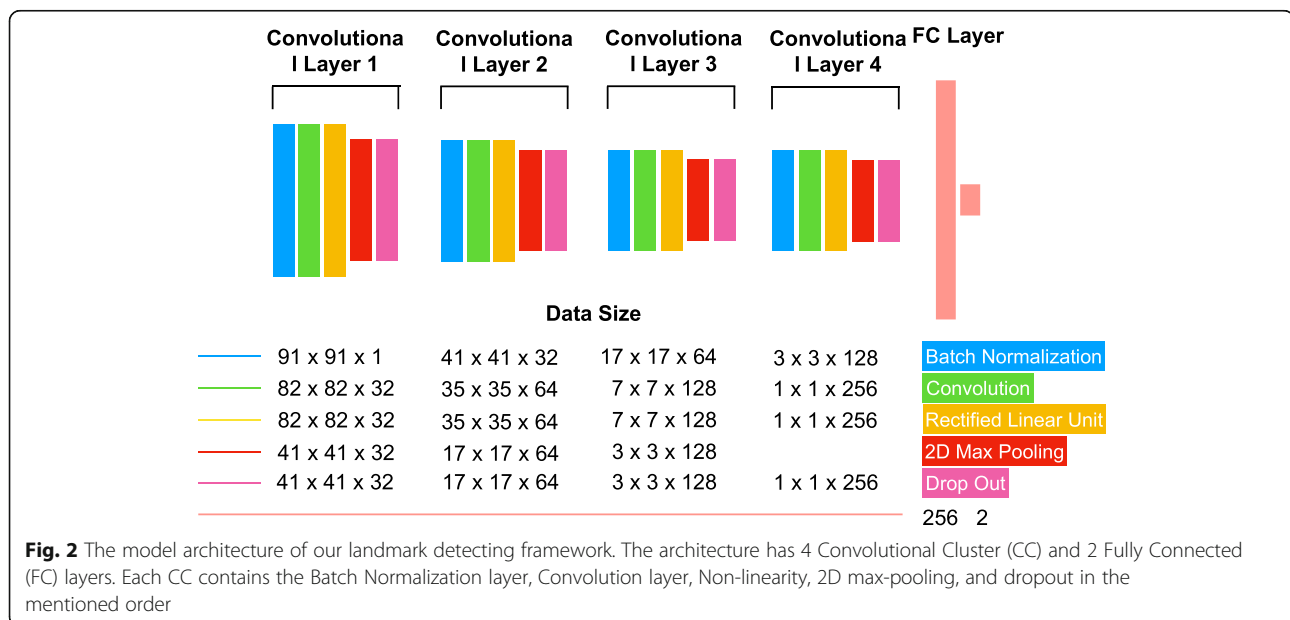 Convolutiona
l Layer 1
Convolutiona
l Layer 2
Convolutiona
l Layer 3
Convolutiona
l Layer 4
FC Layer
Data Size
91 x 91 x 1 41 x 41 x 32 17 x 17 x 64 3 x 3 x 128 Batch Normalization
82 x 82 x 32 35 x 35 x 64 7 x 7 x 128 1 x 1 x 256 Convolution
82 x 82 x 32 35 x 35 x 64 7 x 7 x 128 1 x 1 x 256 Rectified Linear Unit
41 x 41 x 32 17 x 17 x 64 3 x 3 x 128 2D Max Pooling
41 x 41 x 32 17 x 17 x 64 3 x 3 x 128 1 x 1 x 256 Drop Out
256 2
Fig. 2 The model architecture of our landmark detecting framework. The architecture has 4 Convolutional Cluster (CC) and 2 Fully Connected
(FC) layers. Each CC contains the Batch Normalization layer, Convolution layer, Non-linearity, 2D max-pooling, and dropout in the
mentioned order